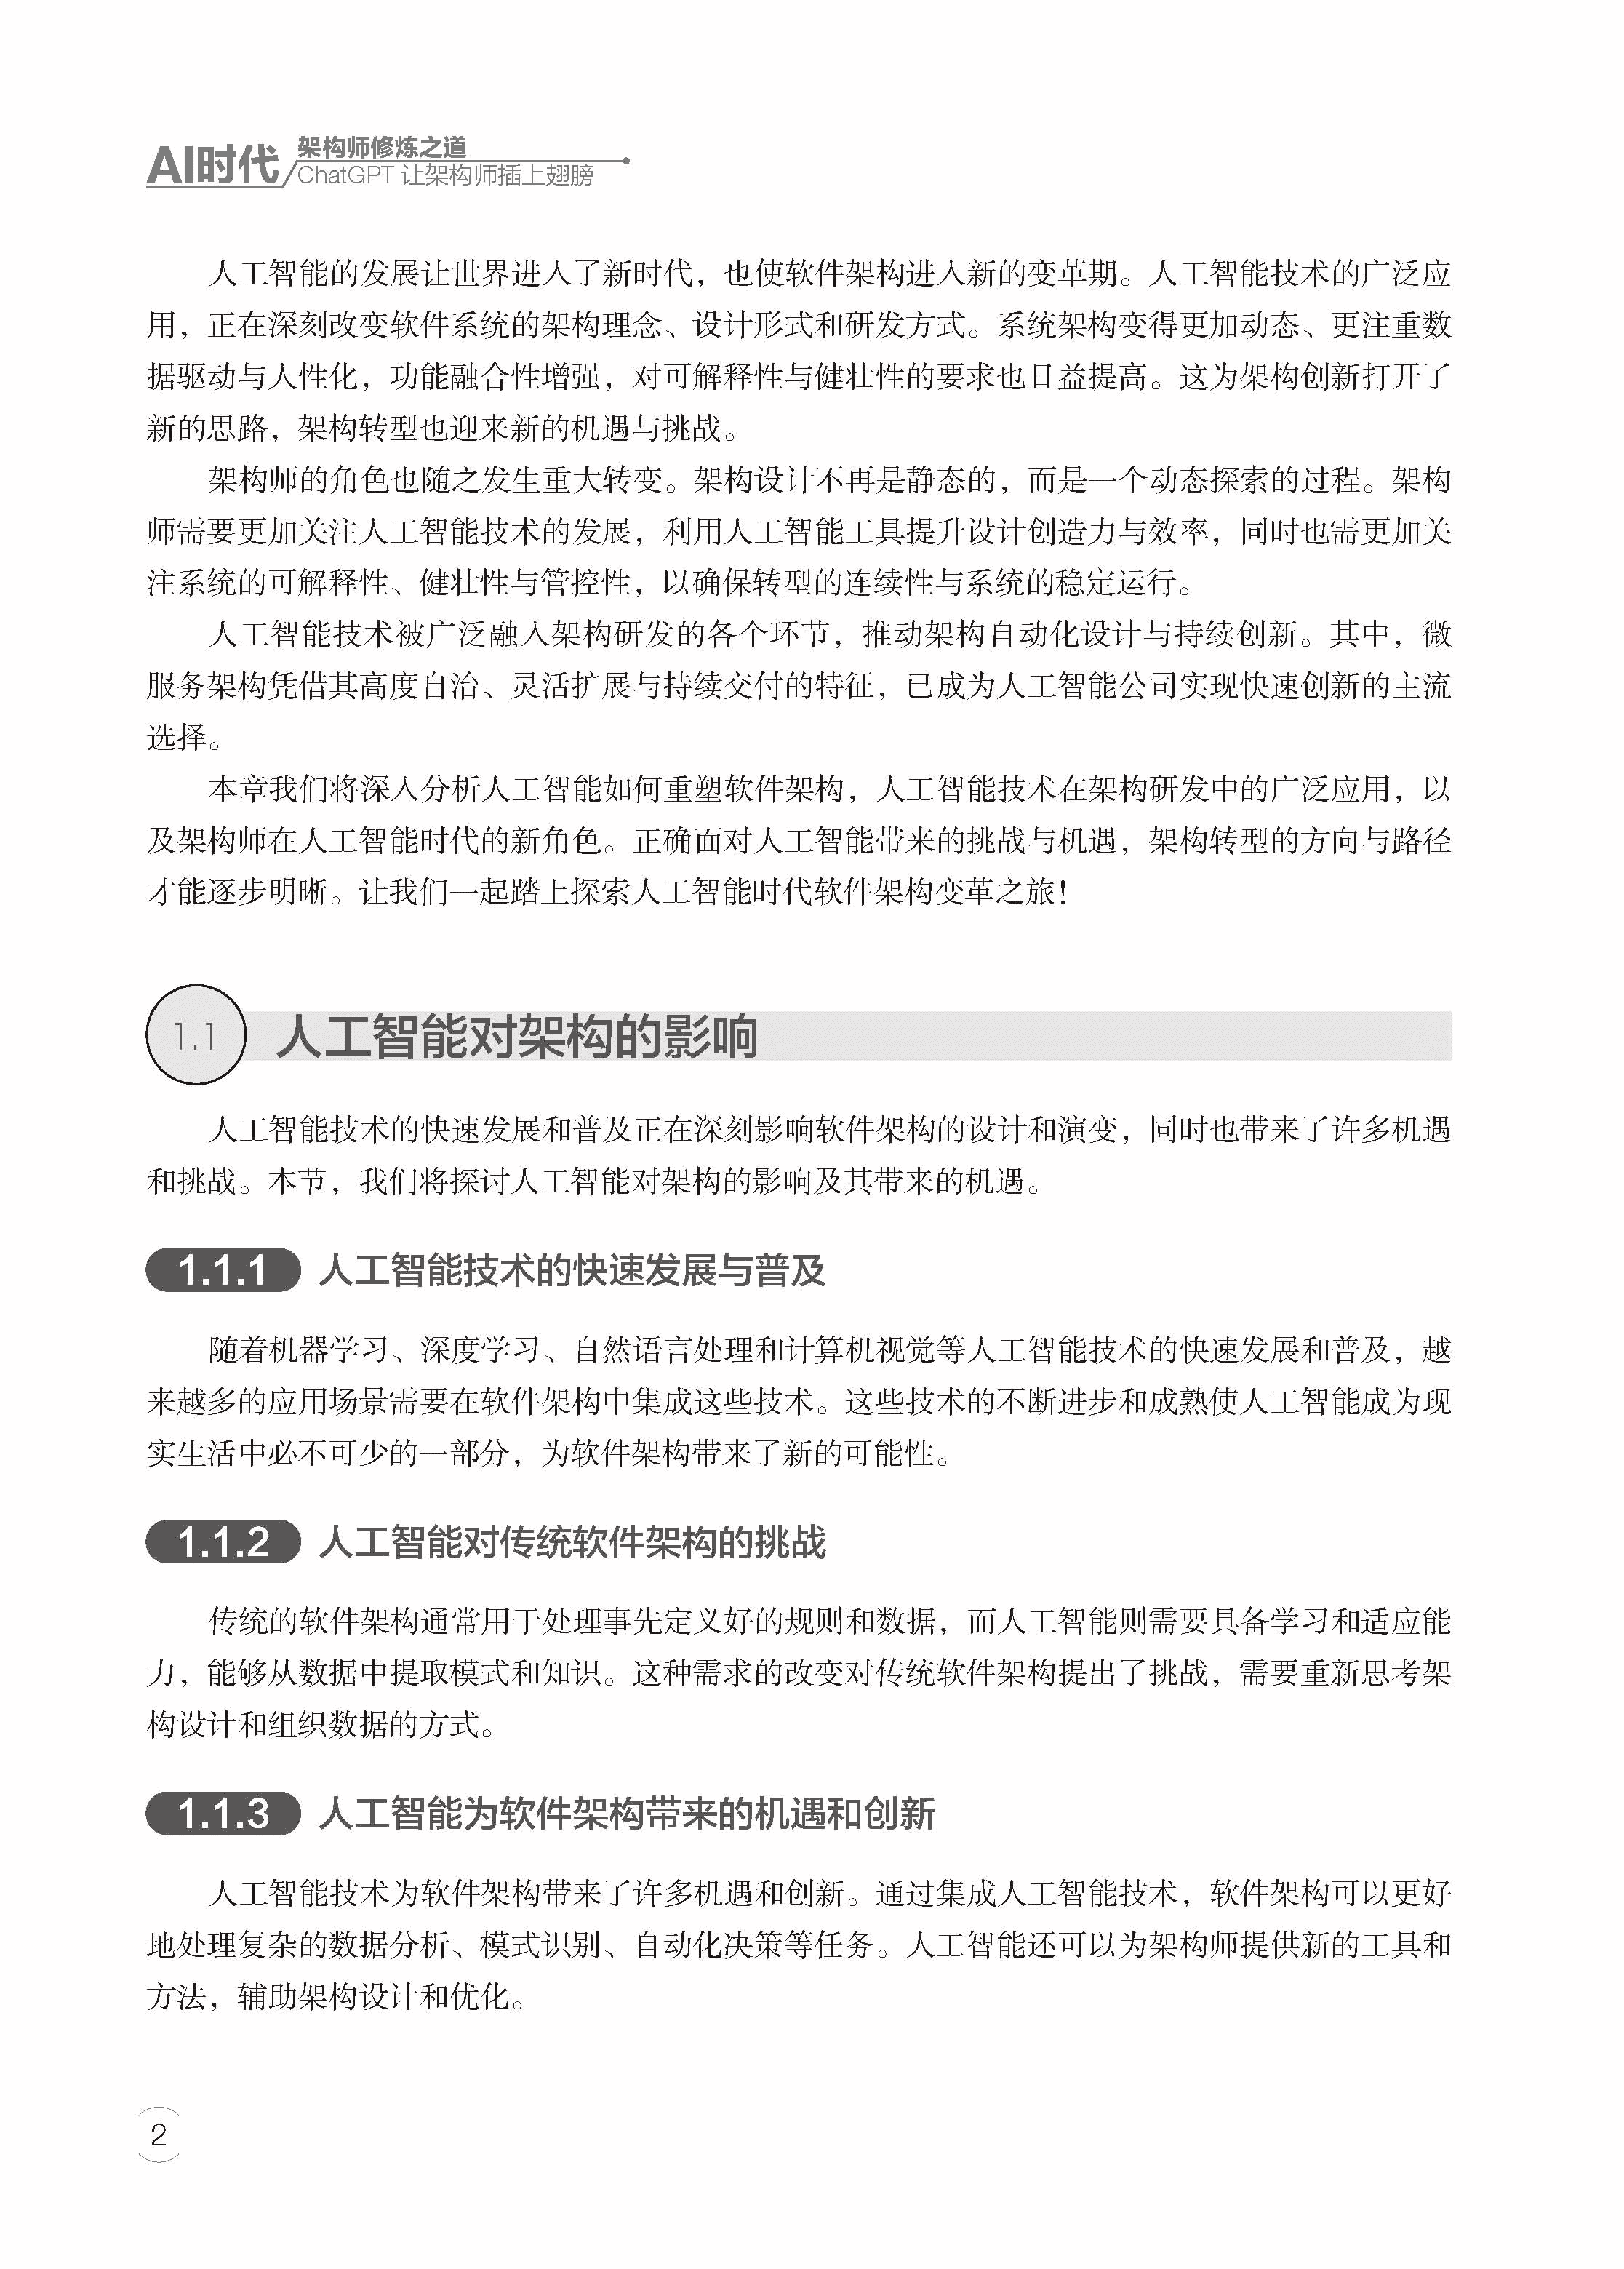 AI时代
架构师修炼之道
ChatGPT 让架构师插上翅膀
人工智能的发展让世界进入了新时代，也使软件架构进入新的变革期。人工智能技术的广泛应
用，正在深刻改变软件系统的架构理念、设计形式和研发方式。系统架构变得更加动态、更注重数
据驱动与人性化，功能融合性增强，对可解释性与健壮性的要求也日益提高。这为架构创新打开了
新的思路，架构转型也迎来新的机遇与挑战。
架构师的角色也随之发生重大转变。架构设计不再是静态的，而是一个动态探索的过程。架构
师需要更加关注人工智能技术的发展，利用人工智能工具提升设计创造力与效率，同时也需更加关
注系统的可解释性、健壮性与管控性，以确保转型的连续性与系统的稳定运行。
人工智能技术被广泛融入架构研发的各个环节，推动架构自动化设计与持续创新。其中，微
服务架构凭借其高度自治、灵活扩展与持续交付的特征，已成为人工智能公司实现快速创新的主流
选择。
本章我们将深入分析人工智能如何重塑软件架构，人工智能技术在架构研发中的广泛应用，以
及架构师在人工智能时代的新角色。正确面对人工智能带来的挑战与机遇，架构转型的方向与路径
才能逐步明晰。让我们一起踏上探索人工智能时代软件架构变革之旅！
1.1 人工智能对架构的影响
人工智能技术的快速发展和普及正在深刻影响软件架构的设计和演变，同时也带来了许多机遇
和挑战。本节，我们将探讨人工智能对架构的影响及其带来的机遇。
1.1.1 人工智能技术的快速发展与普及
随着机器学习、深度学习、自然语言处理和计算机视觉等人工智能技术的快速发展和普及，越
来越多的应用场景需要在软件架构中集成这些技术。这些技术的不断进步和成熟使人工智能成为现
实生活中必不可少的一部分，为软件架构带来了新的可能性。
1.1.2 人工智能对传统软件架构的挑战
传统的软件架构通常用于处理事先定义好的规则和数据，而人工智能则需要具备学习和适应能
力，能够从数据中提取模式和知识。这种需求的改变对传统软件架构提出了挑战，需要重新思考架
构设计和组织数据的方式。
1.1.3 人工智能为软件架构带来的机遇和创新
人工智能技术为软件架构带来了许多机遇和创新。通过集成人工智能技术，软件架构可以更好
地处理复杂的数据分析、模式识别、自动化决策等任务。人工智能还可以为架构师提供新的工具和
方法，辅助架构设计和优化。
2